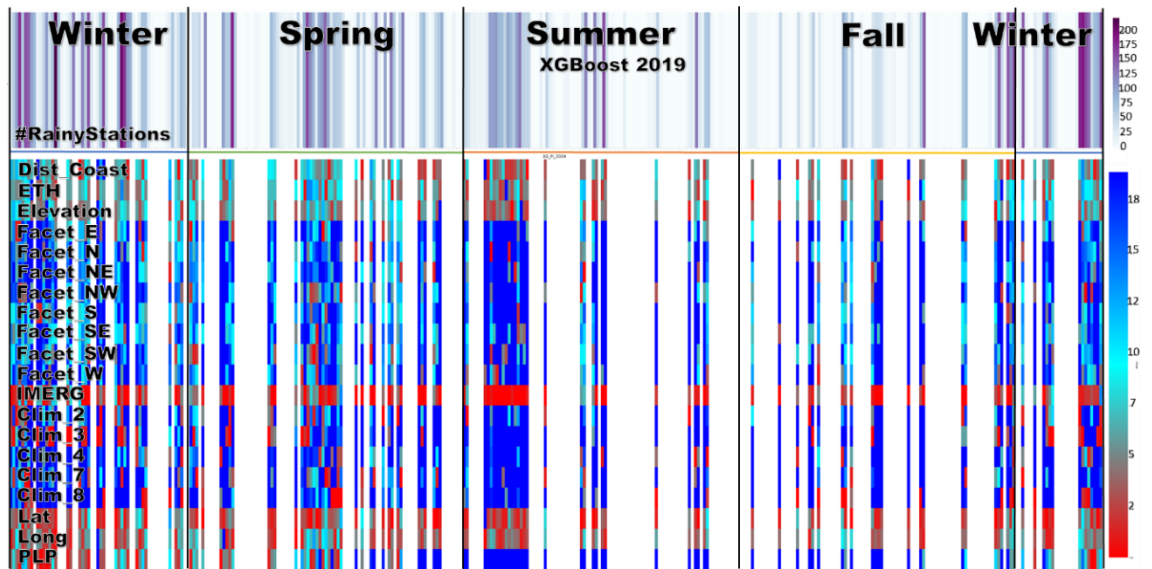 Winter Spring Summer Fall Winter
XGBoost 2019
#RainyStations
200
175
150
125
100
75
50
25
0
Dist_Coast
ETH
Elevation
Facet_E
Facet_N
Facet_NE
Facet_NW
Facet_S
Facet_SE
Facet_SW
Facet_W
IMERG
Clim_2
Clim_3
Clim_4
Clim_7
Clim_8
Lat
Long
PLP
18
15
12
10
7
5
2